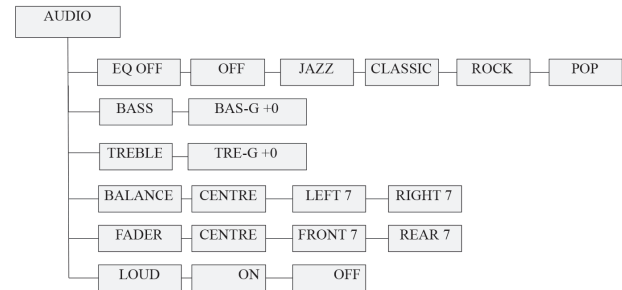 AUDIO
EQ OFF OFF JAZZ CLASSIC ROCK POP
BASS BAS-G +0
TREBLE TRE-G +0
BALANCE CENTRE LEFT 7 RIGHT 7
FADER CENTRE FRONT 7 REAR 7
LOUD ON OFF